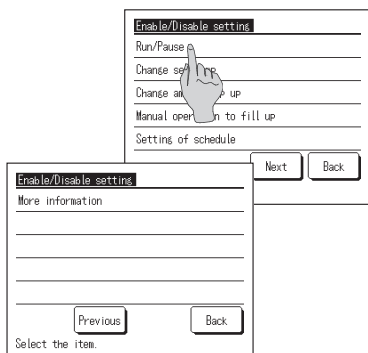 Enable/Disable setting
Run/Pause
Change
Change up
Manual to fill up
Setting of schedule
Next Back
Enable/Disable setting
More information
Previous Back
Select the item.